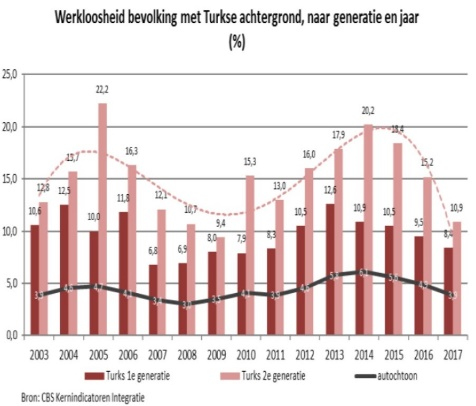 Werkloosheid bevolking met Turkse achtergrond, naar generatie en jaar
(%)
25,0
20,0
15,0
10,0
5,0
0,0
10,6 12,8 12,5 15,7 10,0 22,2 11,8 16,3 6,8 12,1 6,9 10,7 8,0 9,4 7,9 15,3 8,3 13,0 10,5 16,0 12,6 17,9 10,9 20,2 10,5 18,4 9,5 15,2 8,4 10,9
2003 2004 2005 2006 2007 2008 2009 2010 2011 2012 2013 2014 2015 2016 2017
Turks 1e generatie Turks 2e generatie autochtoon
Bron: CBS Kernindicatoren Integratie